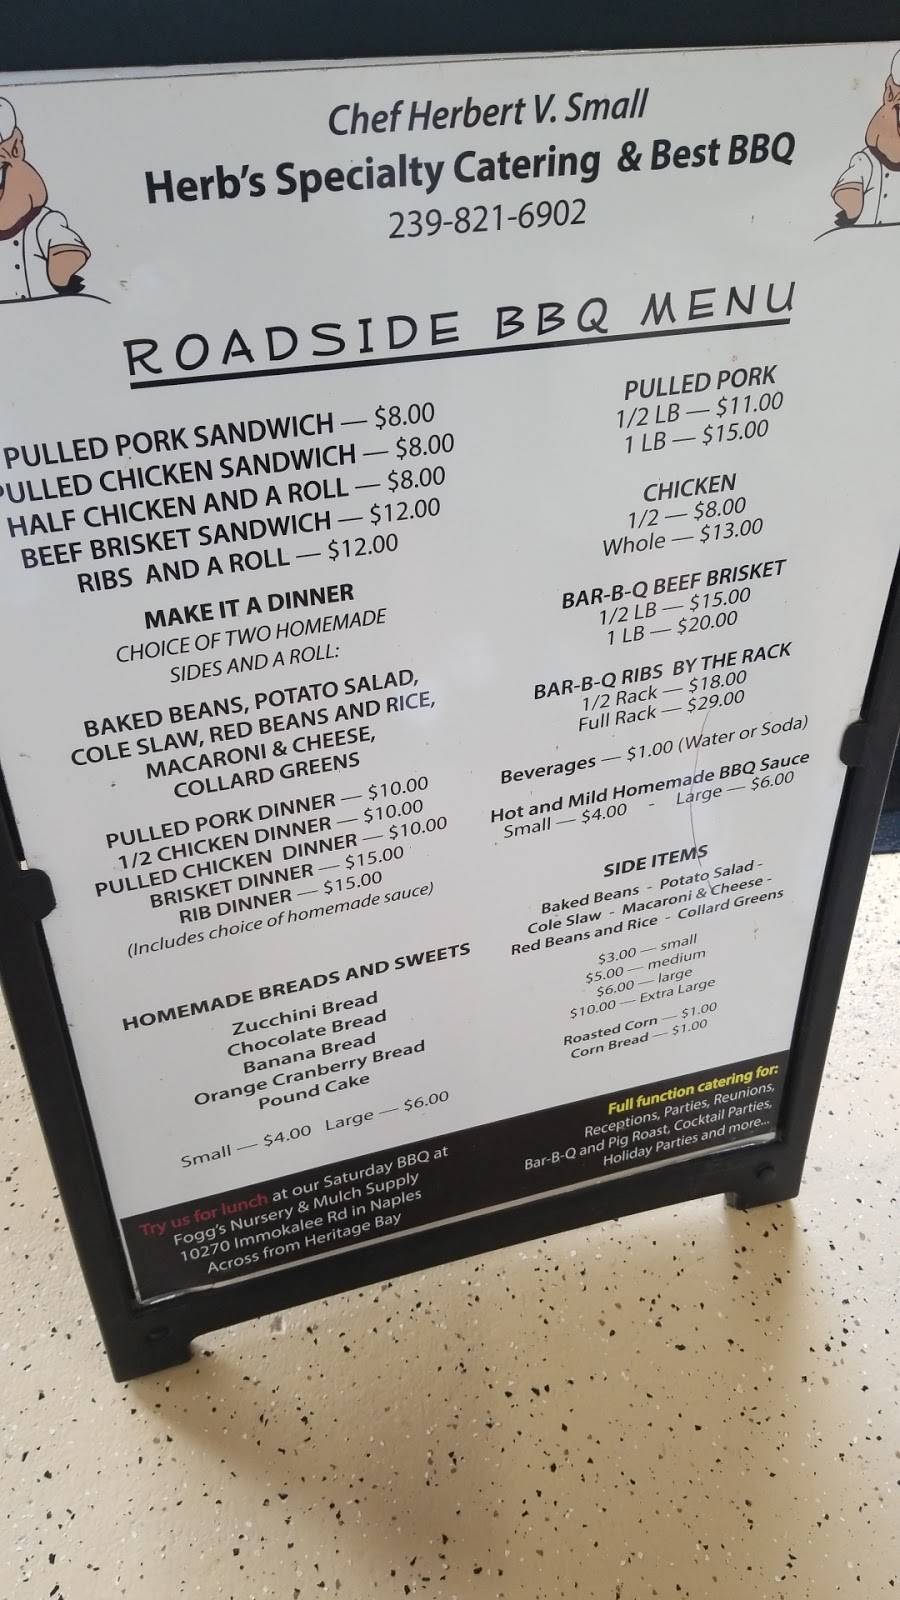 Chef Herbert V. Small
Herb's Specialty Catering & Best BBQ
239-821-6902
ROADSIDE BBQ MENU
PULLED PORK SANDWICH — $8.00
PULLED CHICKEN SANDWICH — $8.00
HALF CHICKEN AND A ROLL — $8.00
BEEF BRISKET SANDWICH — $12.00
RIBS AND A ROLL — $12.00
MAKE IT A DINNER
CHOICE OF TWO HOMEMADE
SIDES AND A ROLL:
BAKED BEANS, POTATO SALAD,
COLE SLAW, RED BEANS AND RICE,
MACARONI & CHEESE,
COLLARD GREENS
PULLED PORK DINNER — $10.00
1/2 CHICKEN DINNER — $10.00
PULLED CHICKEN DINNER — $10.00
BRISKET DINNER — $15.00
RIB DINNER — $15.00
(Includes choice of homemade sauce)
HOMEMADE BREADS AND SWEETS
Zucchini Bread
Chocolate Bread
Banana Bread
Orange Cranberry Bread
Pound Cake
Small — $4.00 Large — $6.00
PULLED PORK
1/2 LB — $11.00
1 LB — $15.00
CHICKEN
1/2 — $8.00
Whole — $13.00
BAR-B-Q BEEF BRISKET
1/2 LB — $15.00
1 LB — $20.00
BAR-B-Q RIBS BY THE RACK
1/2 Rack — $18.00
Full Rack — $29.00
Beverages — $1.00 (Water or Soda)
Hot and Mild Homemade BBQ Sauce
Small — $4.00 - Large — $6.00
SIDE ITEMS
Baked Beans - Potato Salad -
Cole Slaw - Macaroni & Cheese -
Red Beans and Rice - Collard Greens
$3.00 — small
$5.00 — medium
$6.00 — large
$10.00 — Extra Large
Roasted Corn — $1.00
Corn Bread — $1.00
Try us for lunch at our Saturday BBQ at
Fogg's Nursery & Mulch Supply
10270 Immokalee Rd in Naples
Across from Heritage Bay
Full function catering for:
Receptions, Parties, Reunions,
Bar-B-Q and Pig Roast, Cocktail Parties,
Holiday Parties and more...